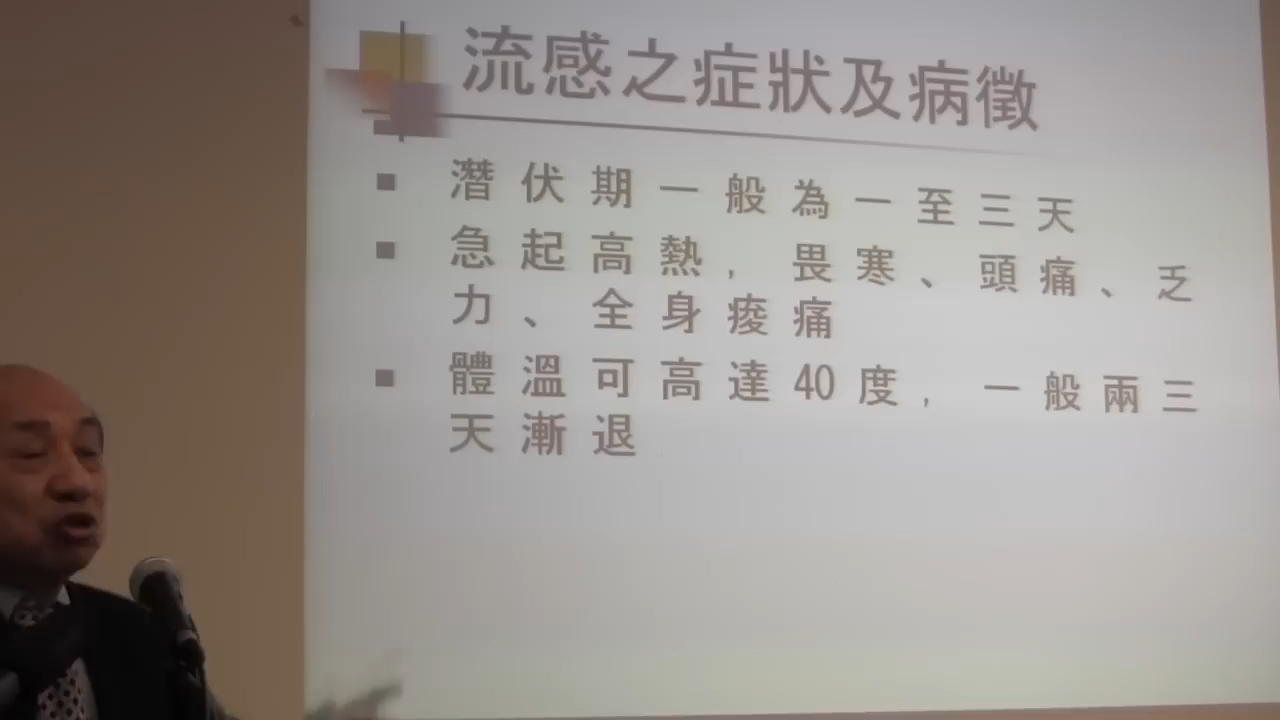 流感之症狀及病徵
潛伏期一般為一至三天
急起高熱，畏寒、頭痛、乏
力、全身痠痛
體溫可高達40度，一般兩三
天漸退